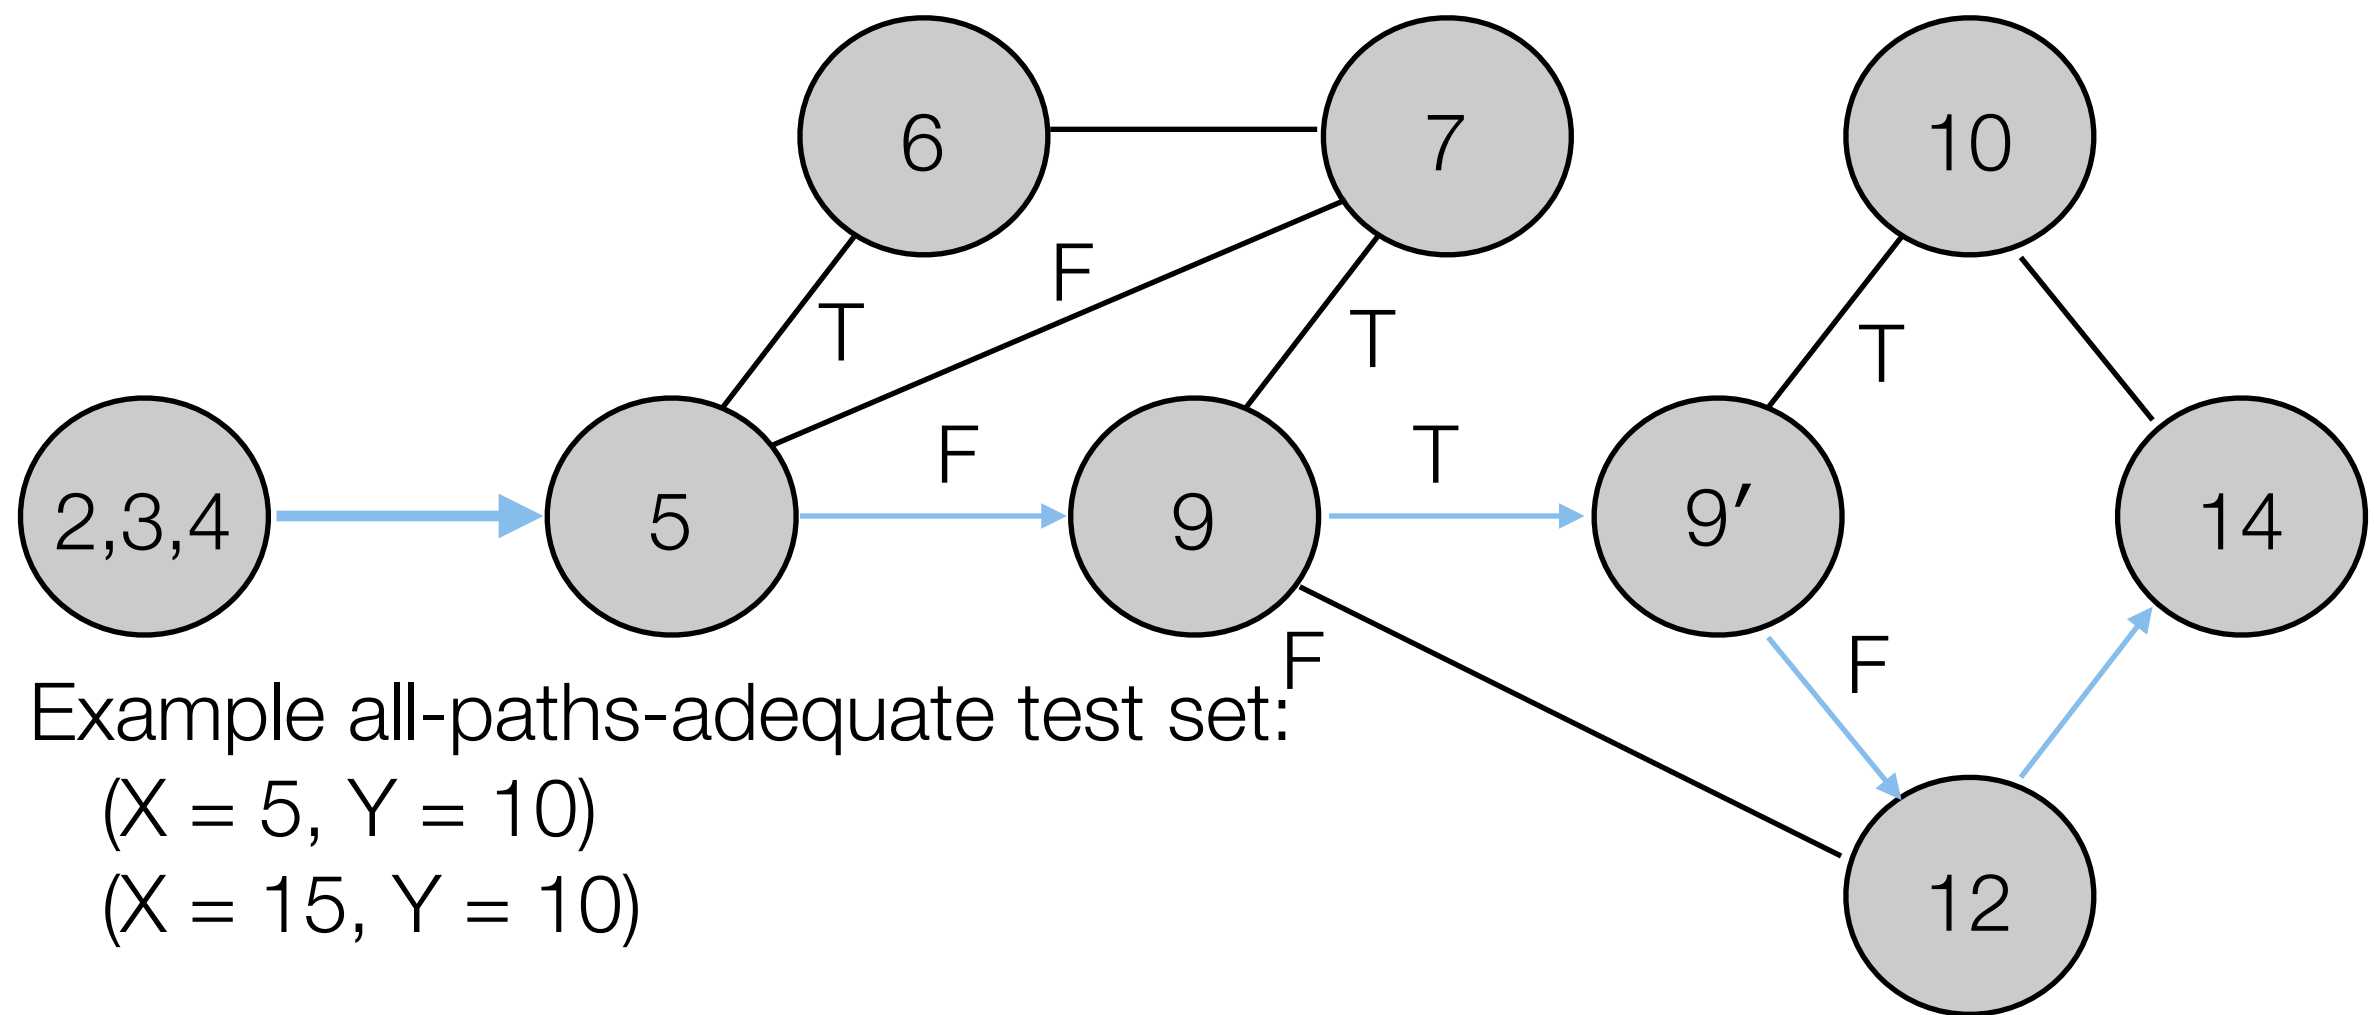 6
7
10
F
T
T
T
F
T
2,3,4
5
9
9′
14
F
F
Example all-paths-adequate test set:
(X = 5, Y = 10)
(X = 15, Y = 10)
12